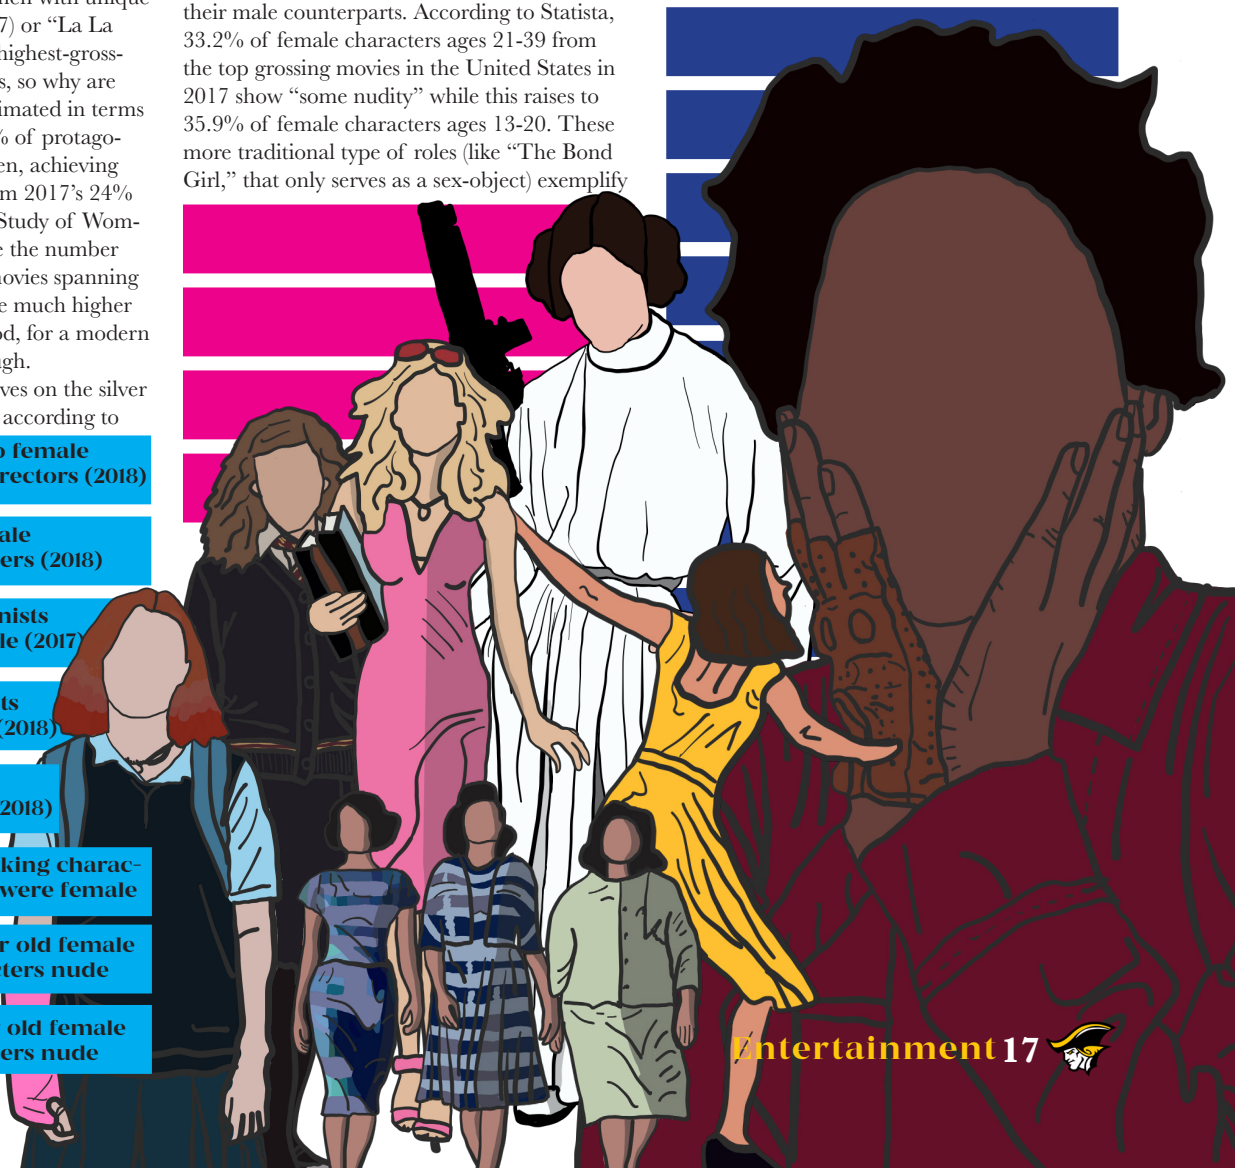 men with unique
7) or “La La
highest-gross-
s, so why are
imated in terms
% of protago-
en, achieving
m 2017’s 24%
Study of Wom-
e the number
movies spanning
e much higher
od, for a modern
ugh.
ves on the silver
according to
their male counterparts. According to Statista,
33.2% of female characters ages 21-39 from
the top grossing movies in the United States in
2017 show “some nudity” while this raises to
35.9% of female characters ages 13-20. These
more traditional type of roles (like “The Bond
Girl,” that only serves as a sex-object) exemplify
o female
rectors (2018)
ale
ers (2018)
nists
le (2017)
ts
(2018)
2018)
king charac-
were female
r old female
ters nude
old female
ers nude
Entertainment 17